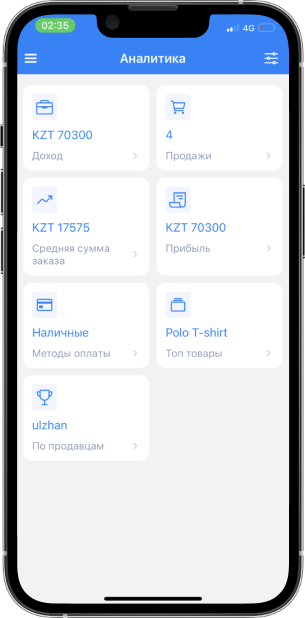 02:35
4G
Аналитика
KZT 70300
Доход
4
Продажи
KZT 17575
Средняя сумма
заказа
KZT 70300
Прибыль
Наличные
Методы оплаты
Polo T-shirt
Топ товары
ulzhan
По продавцам